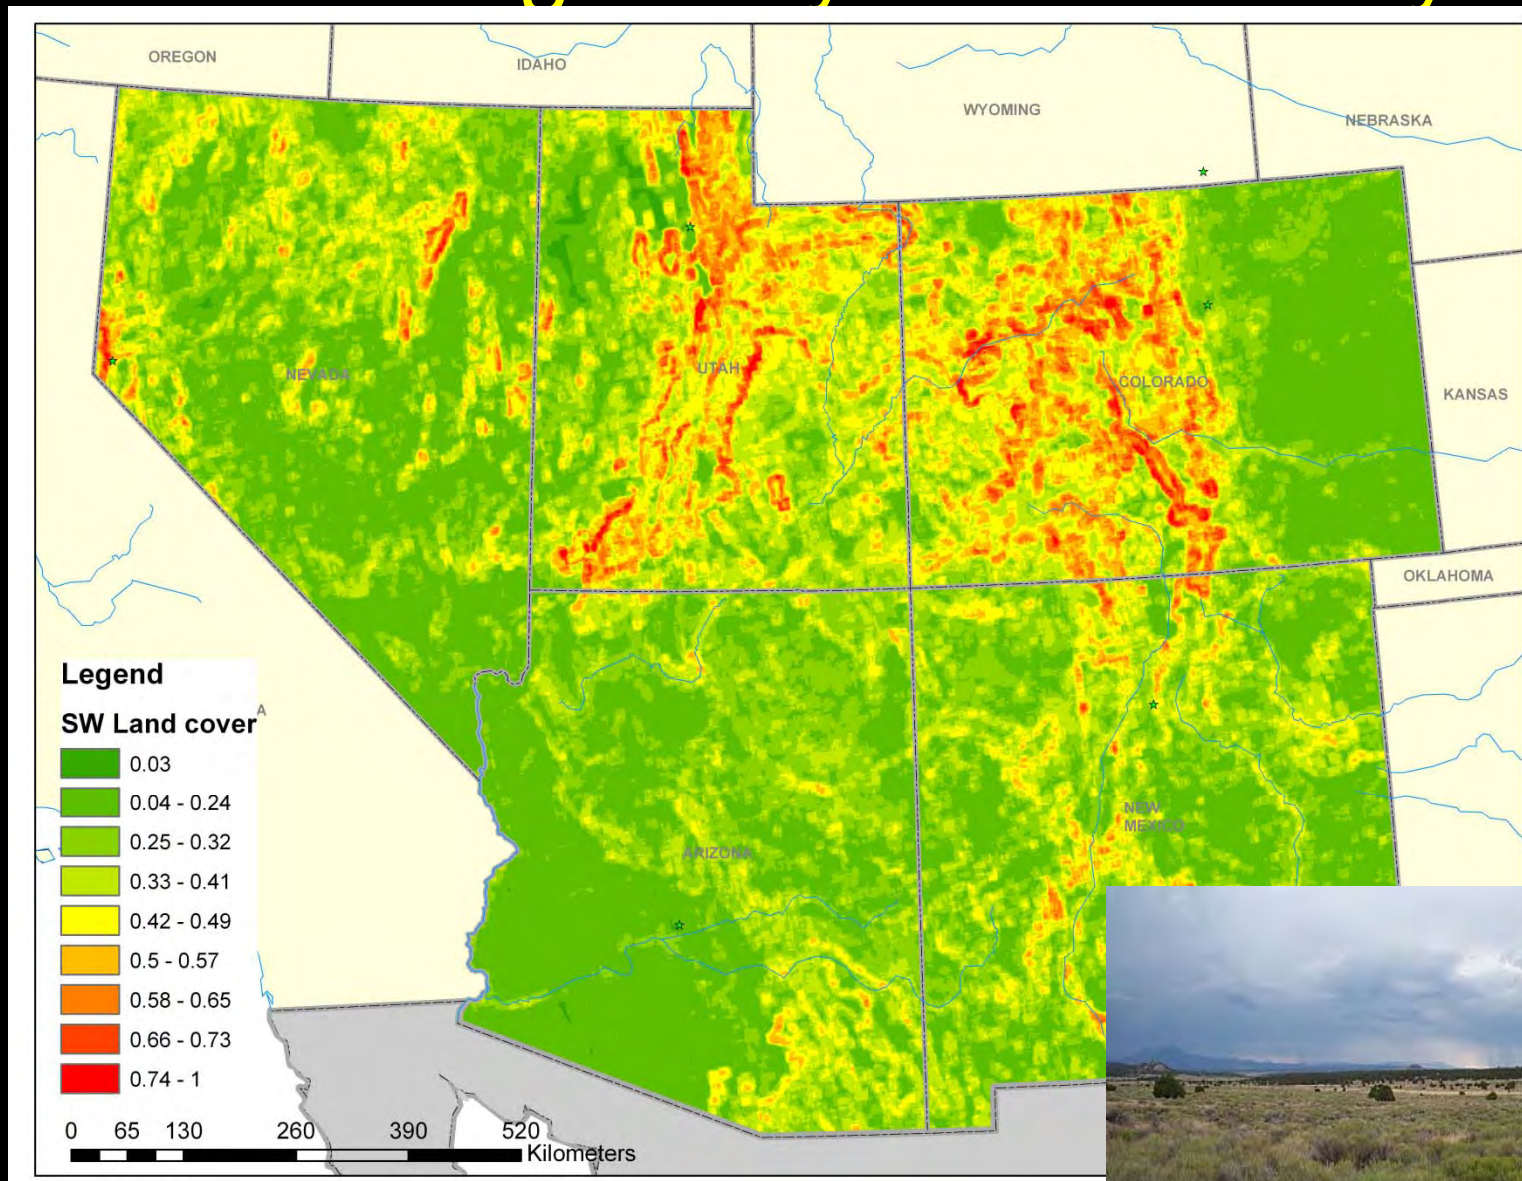 OREGON
IDAHO
WYOMING
NEBRASKA
NEVADA
UTAH
COLORADO
KANSAS
OKLAHOMA
Legend
SW Land cover
A
0.03
0.04 - 0.24
0.25 - 0.32
0.33 - 0.41
0.42 - 0.49
0.5 - 0.57
0.58 - 0.65
0.66 - 0.73
0.74 - 1
ARIZONA
NEW
MEXICO
0 65 130 260 390 520
Kilometers